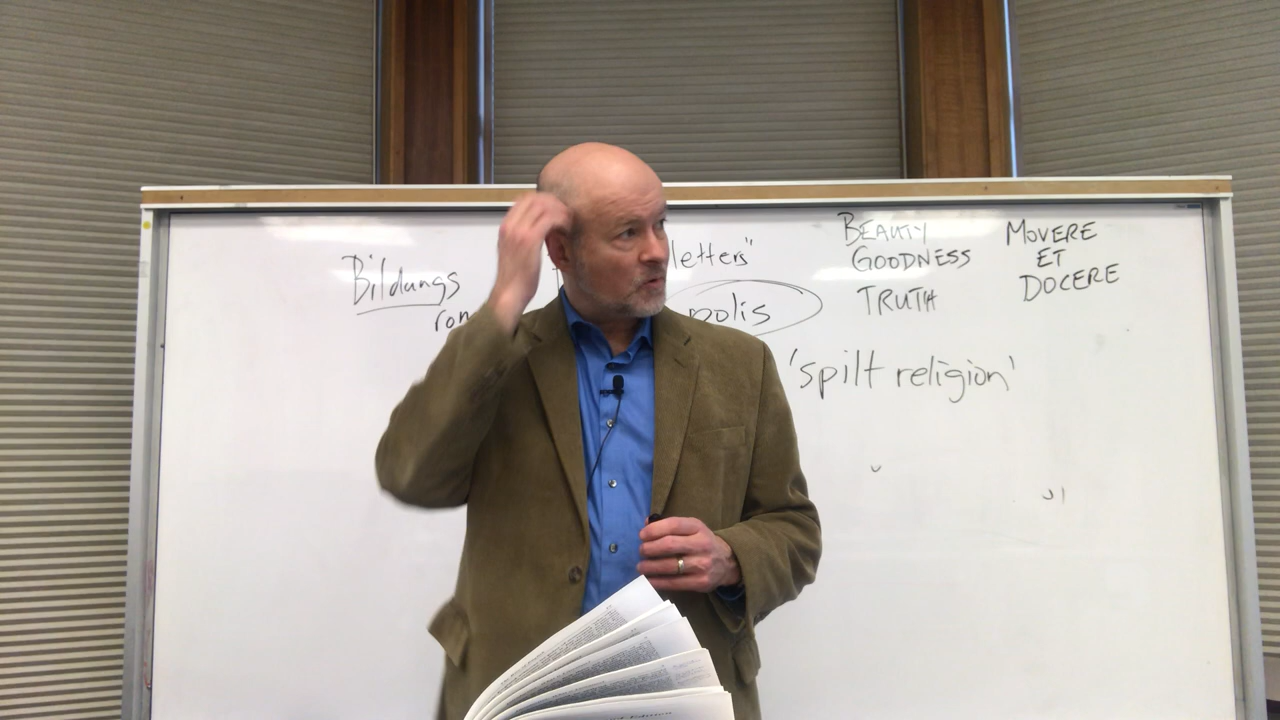 Bildungs
ron
letters"
polis
BEAUTY
GOODNESS
TRUTH
MOVERE
ET
DOCERE
'spilt religion'